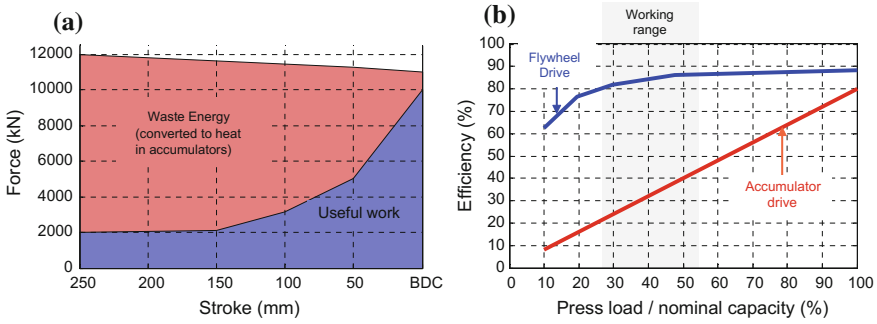 (a)
12000
10000
8000
6000
4000
2000
0
Force (kN)
Waste Energy
(converted to heat
in accumulators)
Useful work
250
200
150
100
50
BDC
Stroke (mm)
(b)
Working
range
100
90
80
70
60
50
40
30
20
10
0
Efficiency (%)
Flywheel
Drive
Accumulator
drive
0
10
20
30
40
50
60
70
80
90
100
Press load / nominal capacity (%)